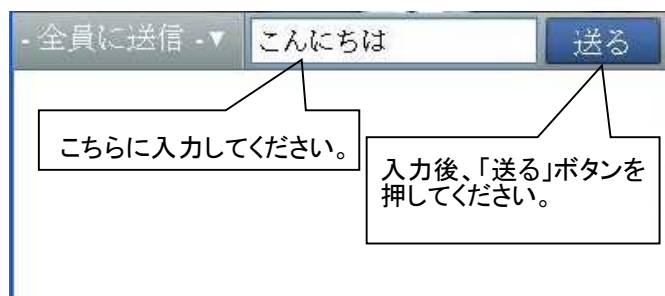 - 全員に送信 -▼ こんにちは 送る
こちらに入力してください。
入力後、「送る」ボタンを
押してください。